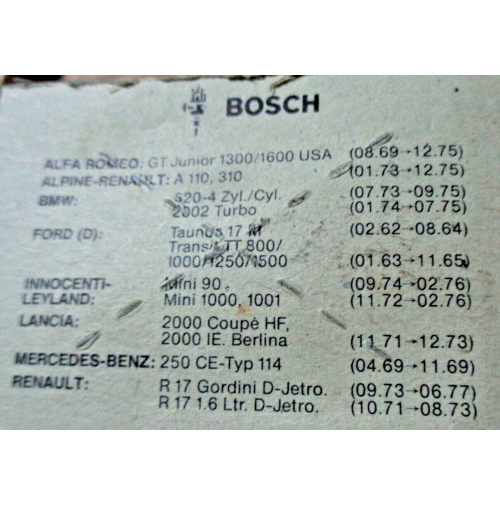 BOSCH
ALFA ROMEO: GT Junior 1300/1600 USA (08.69→12.75)
ALPINE-RENAULT: A 110, 310 (01.73→12.75)
BMW: 520-4 Zyl./Cyl. (07.73→09.75)
2002 Turbo (01.74→07.75)
FORD (D): Taunus 17 M (02.62→08.64)
Transit TT 800/
1000/1250/1500 (01.63→11.65)
INNOCENTI- Mini 90 (09.74→02.76)
LEYLAND: Mini 1000, 1001 (11.72→02.76)
LANCIA: 2000 Coupé HF,
2000 IE. Berlina (11.71→12.73)
MERCEDES-BENZ: 250 CE-Typ 114 (04.69→11.69)
RENAULT: R 17 Gordini D-Jetro. (09.73→06.77)
R 17 1.6 Ltr. D-Jetro. (10.71→08.73)